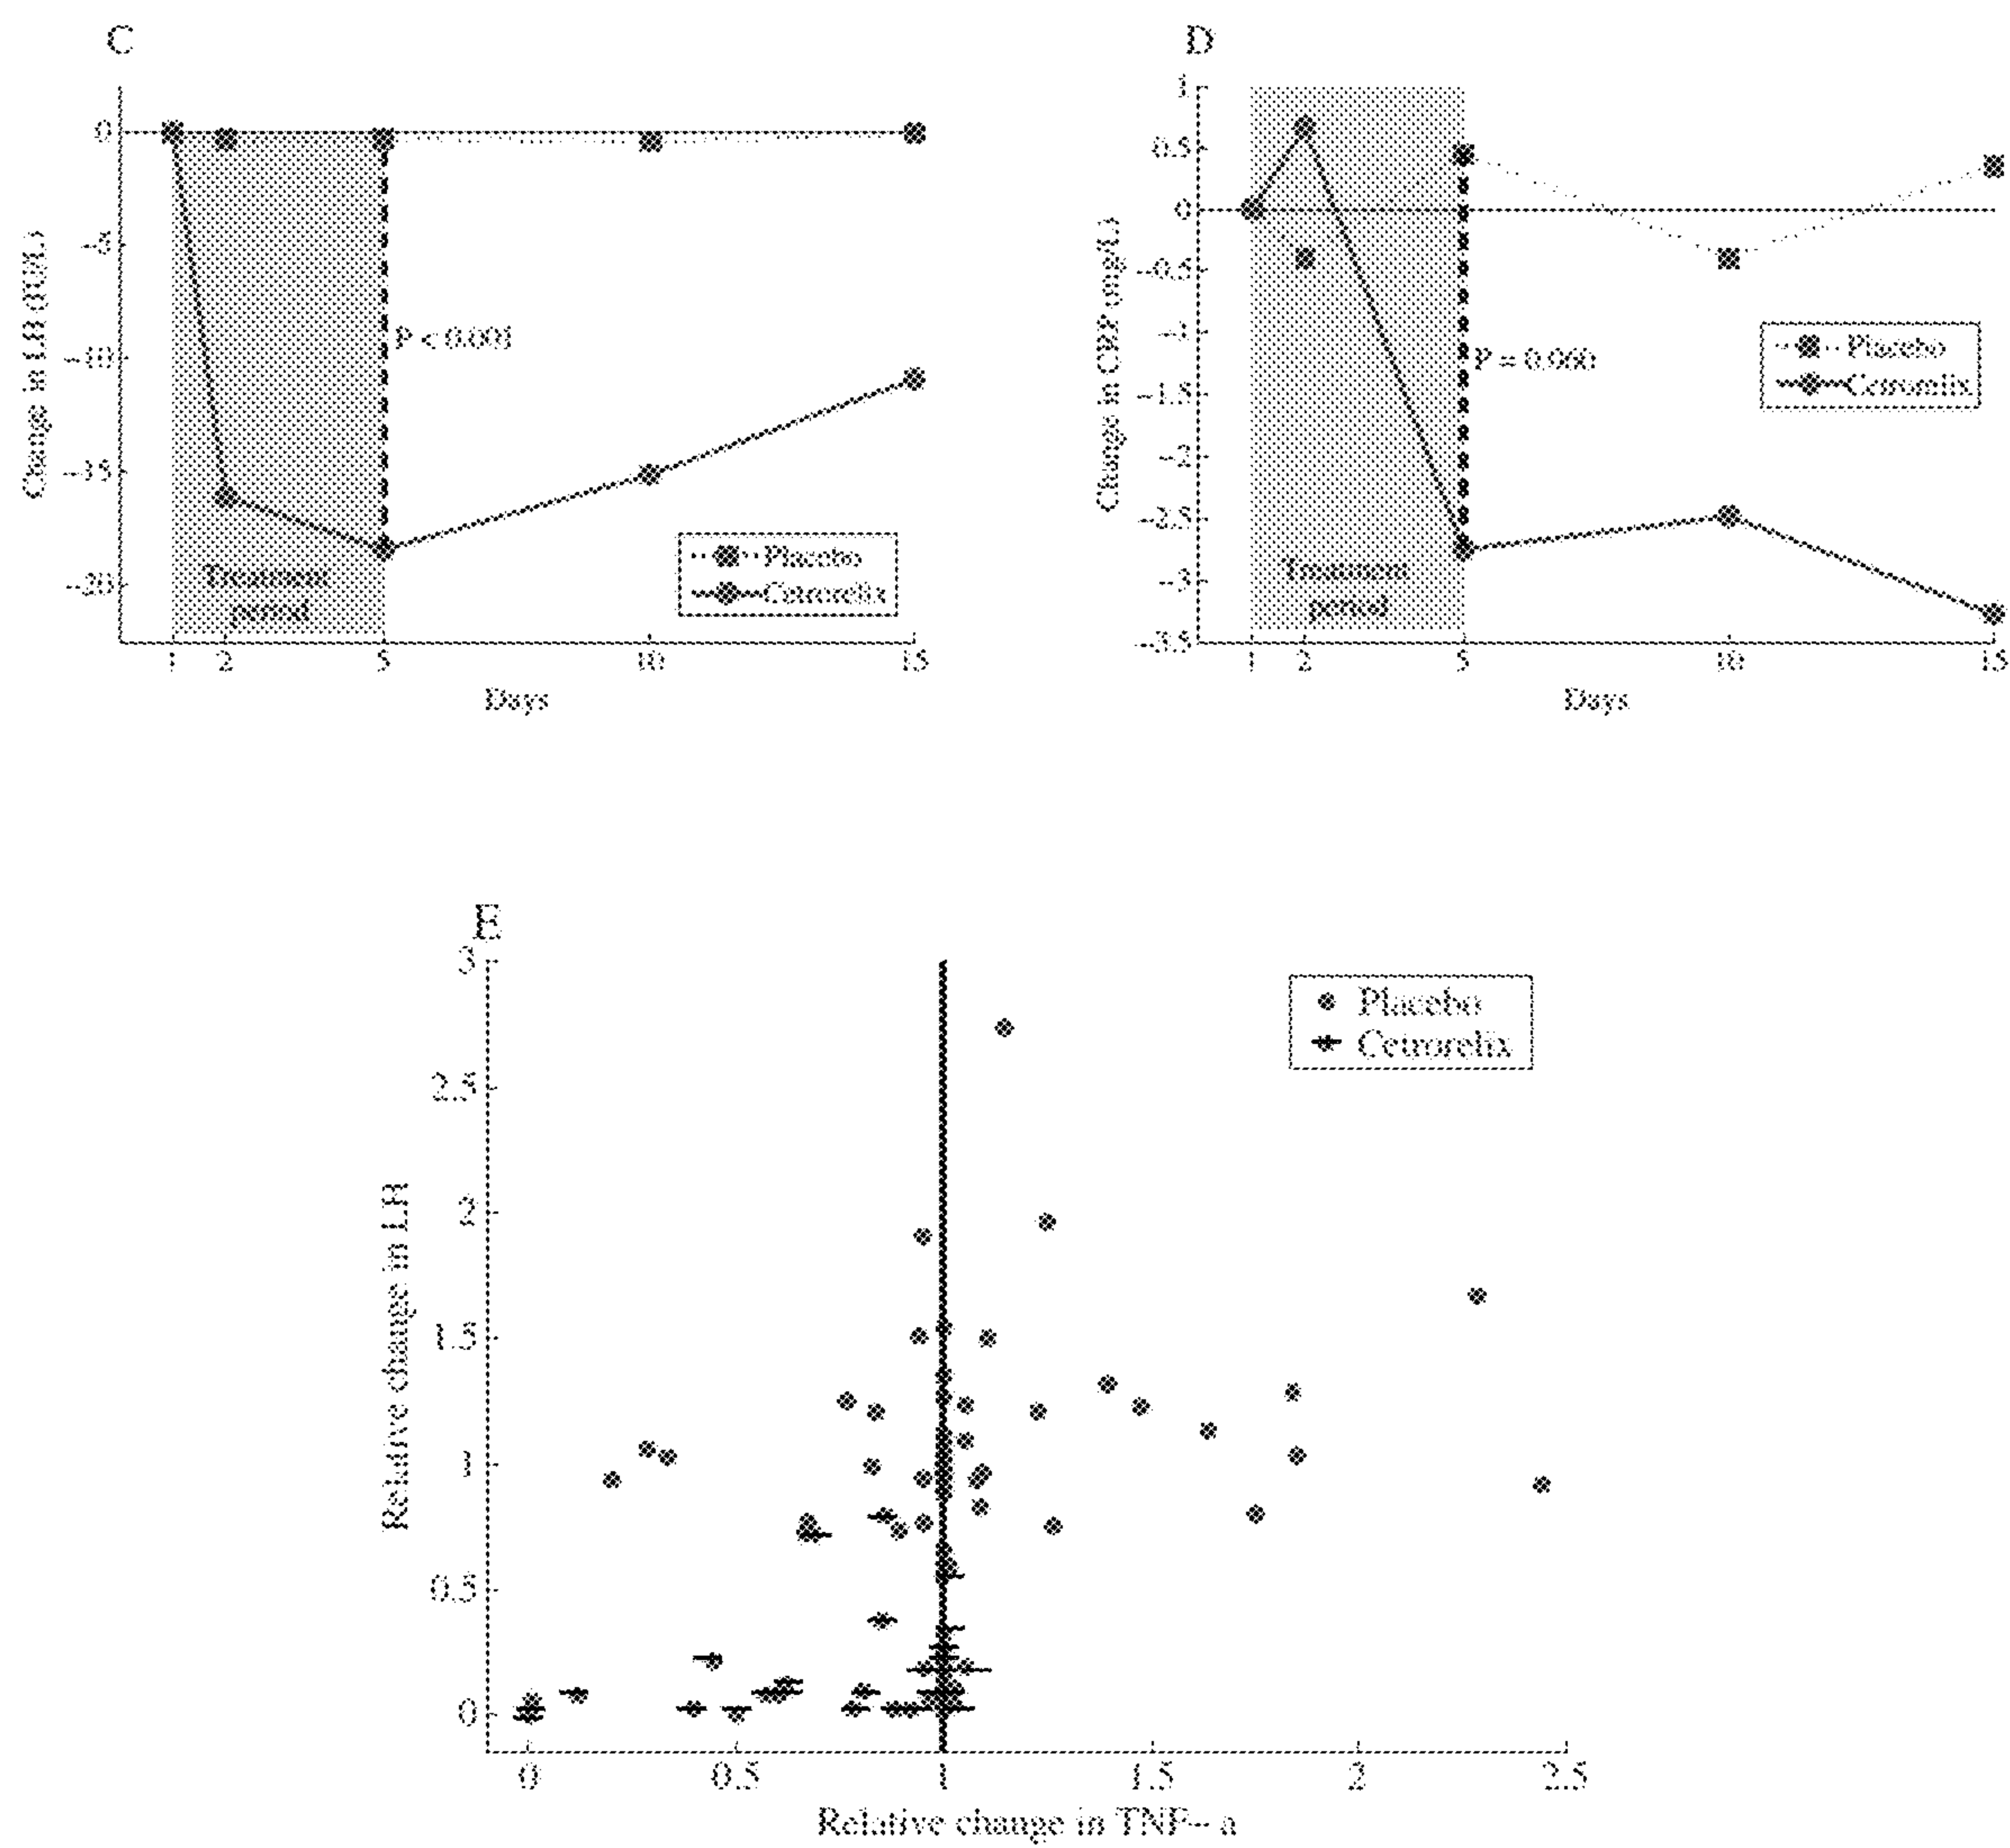 C
Change in LH (IU/L)
0
-5
-10
-15
-20
P < 0.001
Treatment
period
Placebo
Cetrorelix
1 2 5 10 15
Days
D
Change in CRP (mg/L)
1
0.5
0
-0.5
-1
-1.5
-2
-2.5
-3
-3.5
P = 0.060
Placebo
Cetrorelix
Treatment
period
1 2 5 10 15
Days
E
Relative change in LH
3
2.5
2
1.5
1
0.5
0
Placebo
Cetrorelix
0 0.5 1 1.5 2 2.5
Relative change in TNF- a